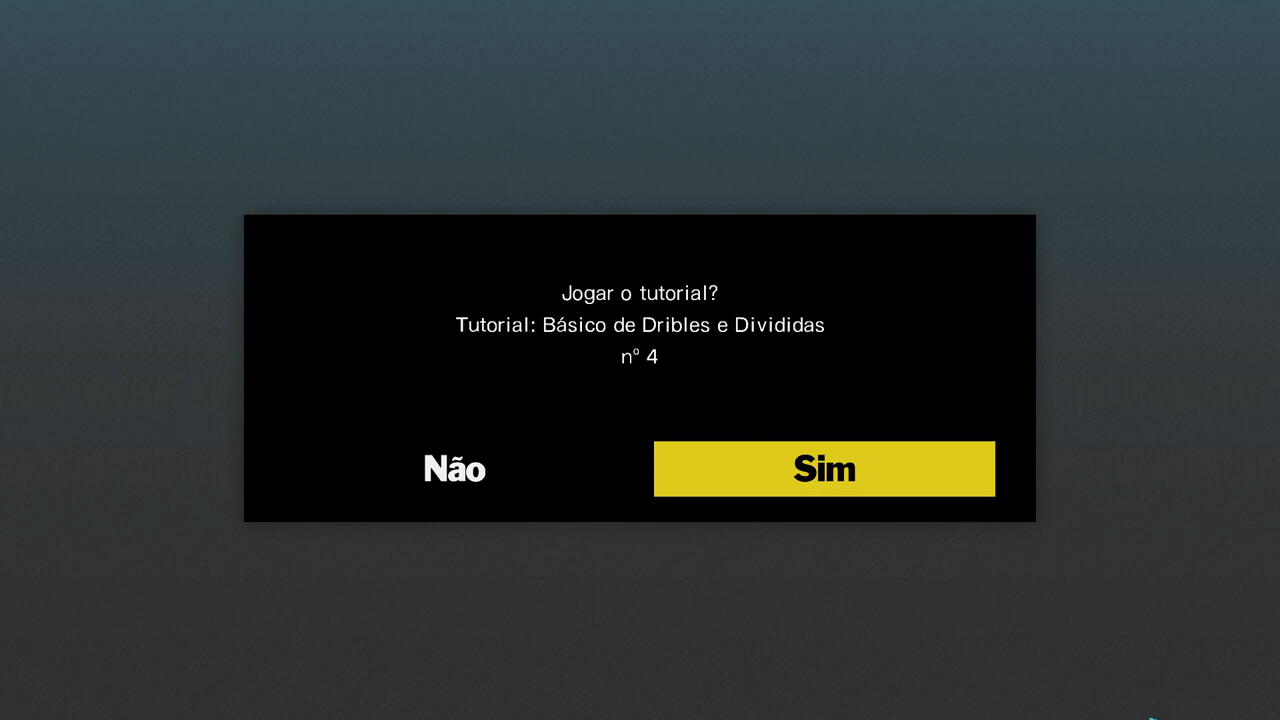 Jogar o tutorial?
Tutorial: Básico de Dribles e Divididas
nº 4
Não
Sim